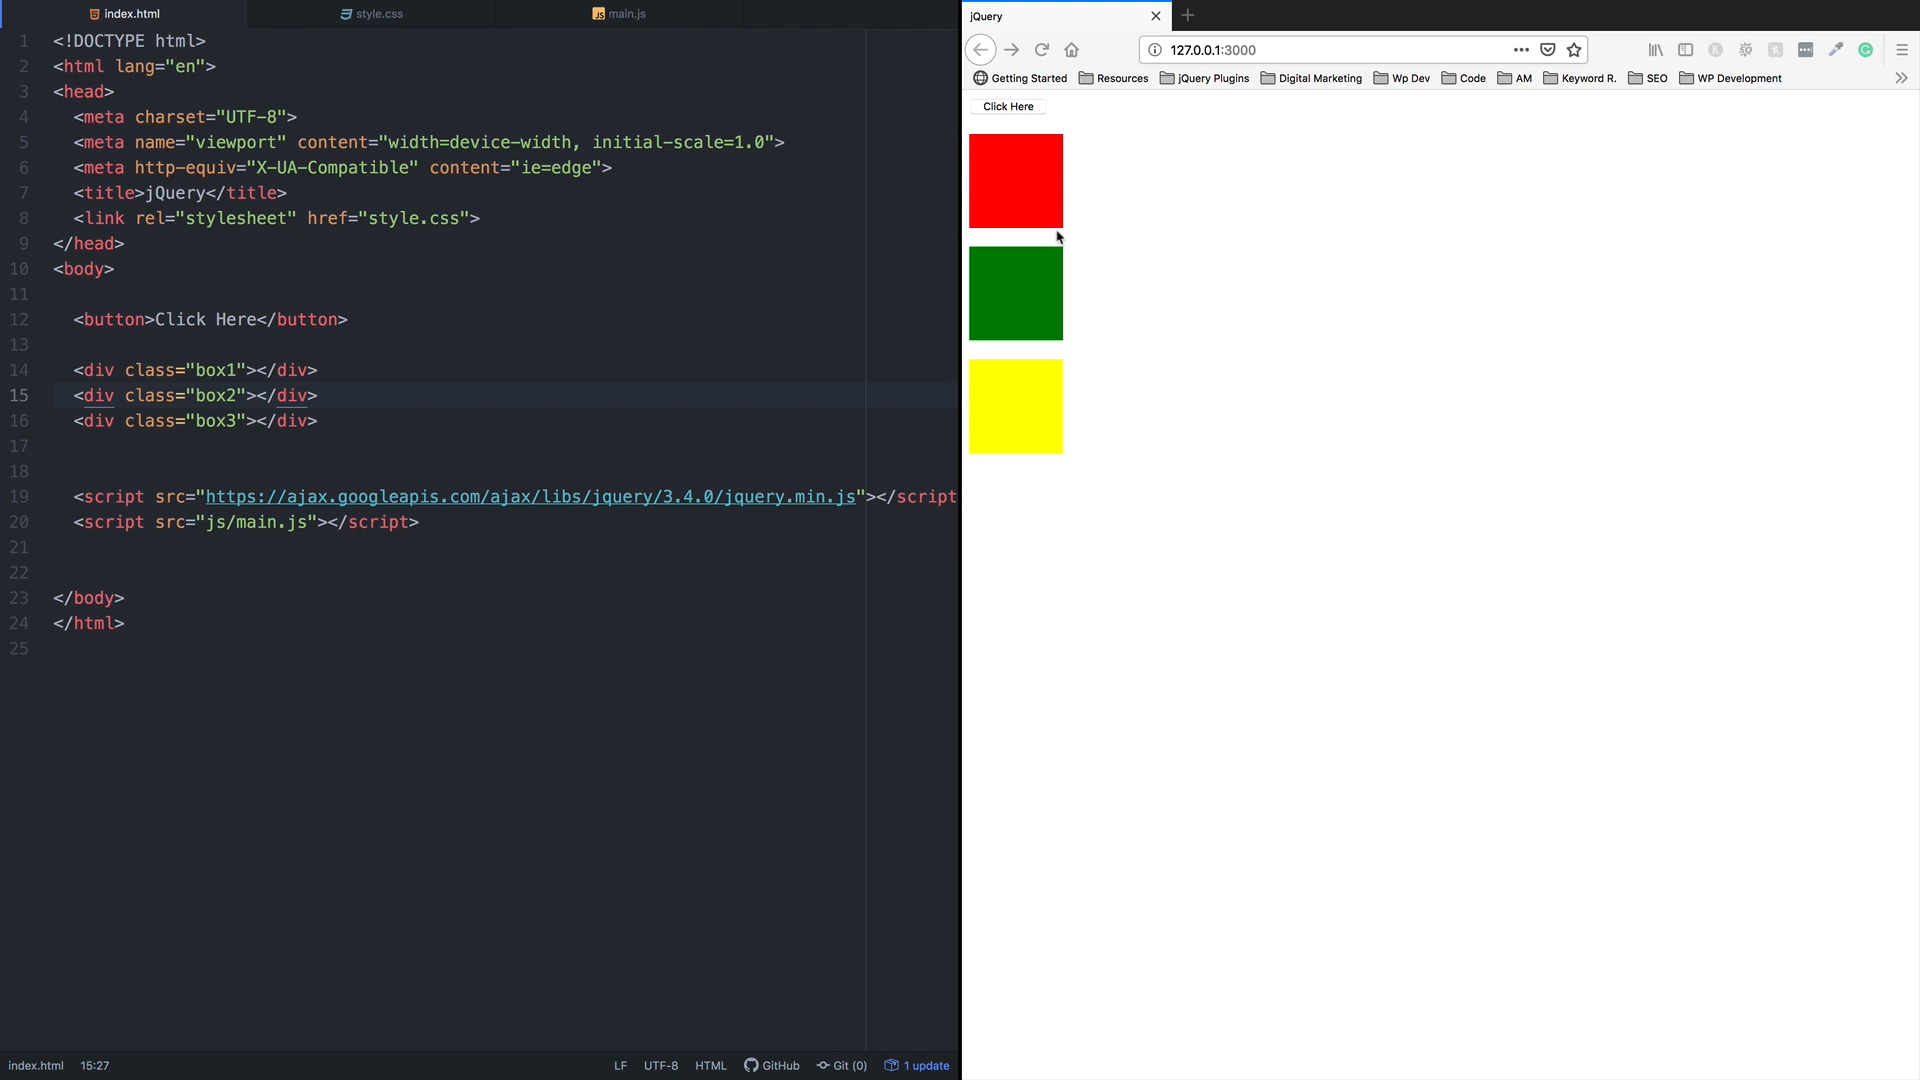 index.html
style.css
main.js
1 <!DOCTYPE html>
2 <html lang="en">
3 <head>
4 <meta charset="UTF-8">
5 <meta name="viewport" content="width=device-width, initial-scale=1.0">
6 <meta http-equiv="X-UA-Compatible" content="ie=edge">
7 <title>jQuery</title>
8 <link rel="stylesheet" href="style.css">
9 </head>
10 <body>
11
12 <button>Click Here</button>
13
14 <div class="box1"></div>
15 <div class="box2"></div>
16 <div class="box3"></div>
17
18
19 <script src="https://ajax.googleapis.com/ajax/libs/jquery/3.4.0/jquery.min.js"></script
20 <script src="js/main.js"></script>
21
22
23 </body>
24 </html>
25
index.html 15:27 LF UTF-8 HTML GitHub Git (0) 1 update
jQuery
127.0.0.1:3000
Getting Started Resources jQuery Plugins Digital Marketing Wp Dev Code AM Keyword R. SEO WP Development
Click Here